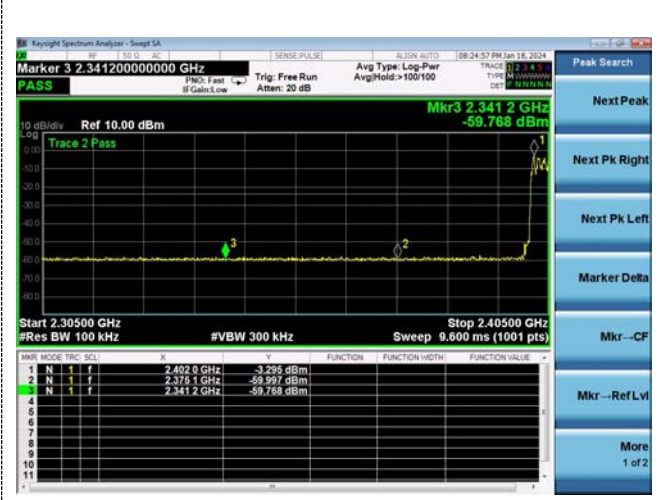 Keysight Spectrum Analyzer - Swept SA
RF 50 Ω AC SENSE:PULSE ALIGN AUTO 08:24:57 PM Jan 18, 2024
Marker 3 2.341200000000 GHz
PASS
PNO: Fast
IFGain:Low
Trig: Free Run
Atten: 20 dB
Avg Type: Log-Pwr
Avg|Hold:>100/100
TRACE 1 2 3 4 5 6
TYPE M WWWWW
DET P N N N N N
Peak Search
Mkr3 2.341 2 GHz
-59.768 dBm
10 dB/div Ref 10.00 dBm
Log
Trace 2 Pass
0.00
-10.0
-20.0
-30.0
-40.0
-50.0
-60.0
-70.0
-80.0
1
2
3
Start 2.30500 GHz
Stop 2.40500 GHz
#Res BW 100 kHz #VBW 300 kHz Sweep 9.600 ms (1001 pts)
MKR MODE TRC SCL X Y FUNCTION FUNCTION WIDTH FUNCTION VALUE
1 N 1 f 2.402 0 GHz -3.295 dBm
2 N 1 f 2.375 1 GHz -59.997 dBm
3 N 1 f 2.341 2 GHz -59.768 dBm
4
5
6
7
8
9
10
11
Next Peak
Next Pk Right
Next Pk Left
Marker Delta
Mkr→CF
Mkr→Ref Lvl
More
1 of 2